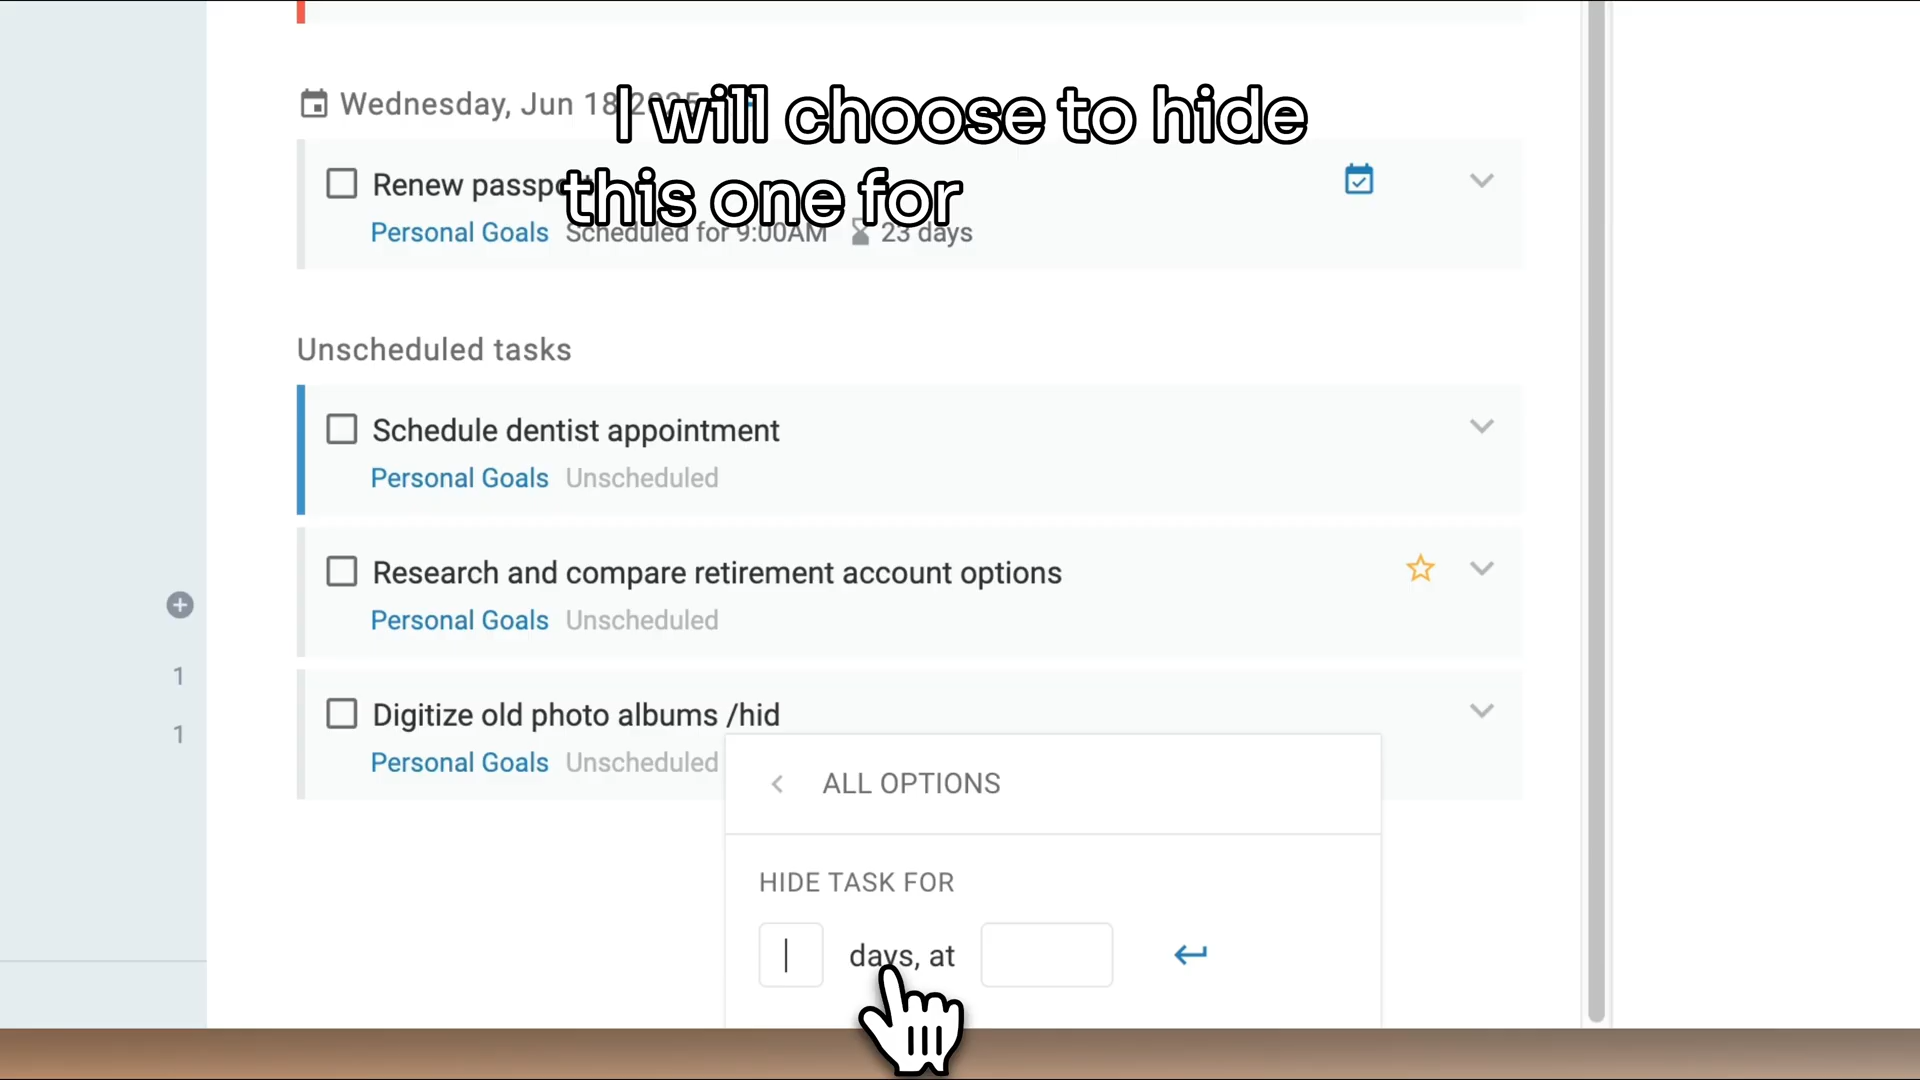 Wednesday, Jun 18 2025
I will choose to hide
this one for
Renew passport
Personal Goals Scheduled for 9:00AM 23 days
Unscheduled tasks
Schedule dentist appointment
Personal Goals Unscheduled
Research and compare retirement account options
Personal Goals Unscheduled
1
Digitize old photo albums /hid
1
Personal Goals Unscheduled
ALL OPTIONS
HIDE TASK FOR
days, at